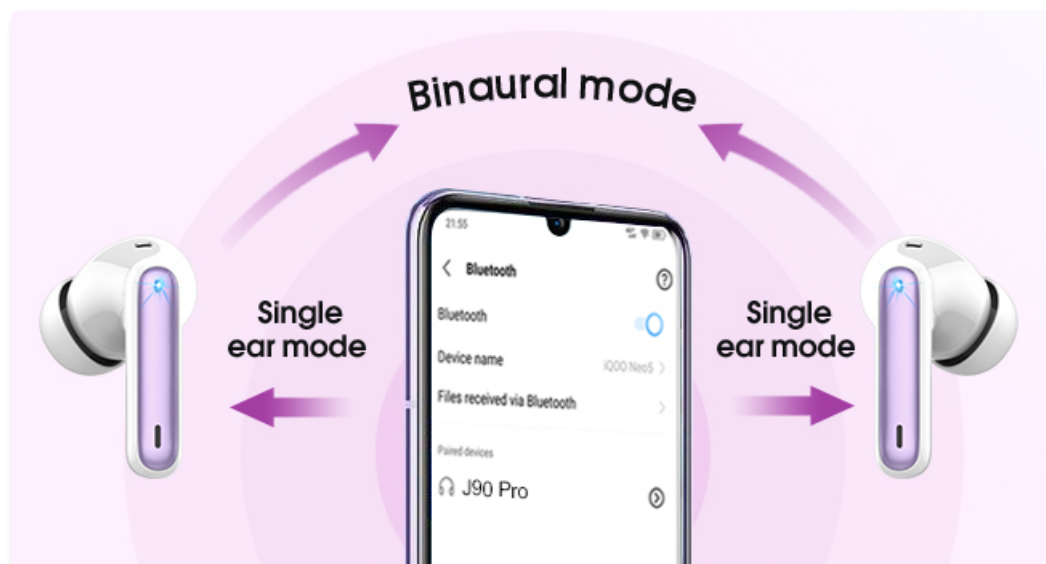 Binaural mode
21:55
Bluetooth
Single
ear mode
Single
ear mode
Bluetooth
Device name
iQOO Neo5
Files received via Bluetooth
Paired devices
J90 Pro